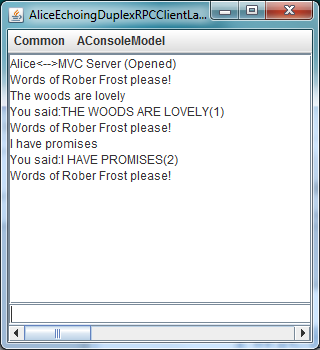 AliceEchoingDuplexRPCClientLa...
Common AConsoleModel
Alice<-->MVC Server (Opened)
Words of Rober Frost please!
The woods are lovely
You said:THE WOODS ARE LOVELY(1)
Words of Rober Frost please!
I have promises
You said:I HAVE PROMISES(2)
Words of Rober Frost please!